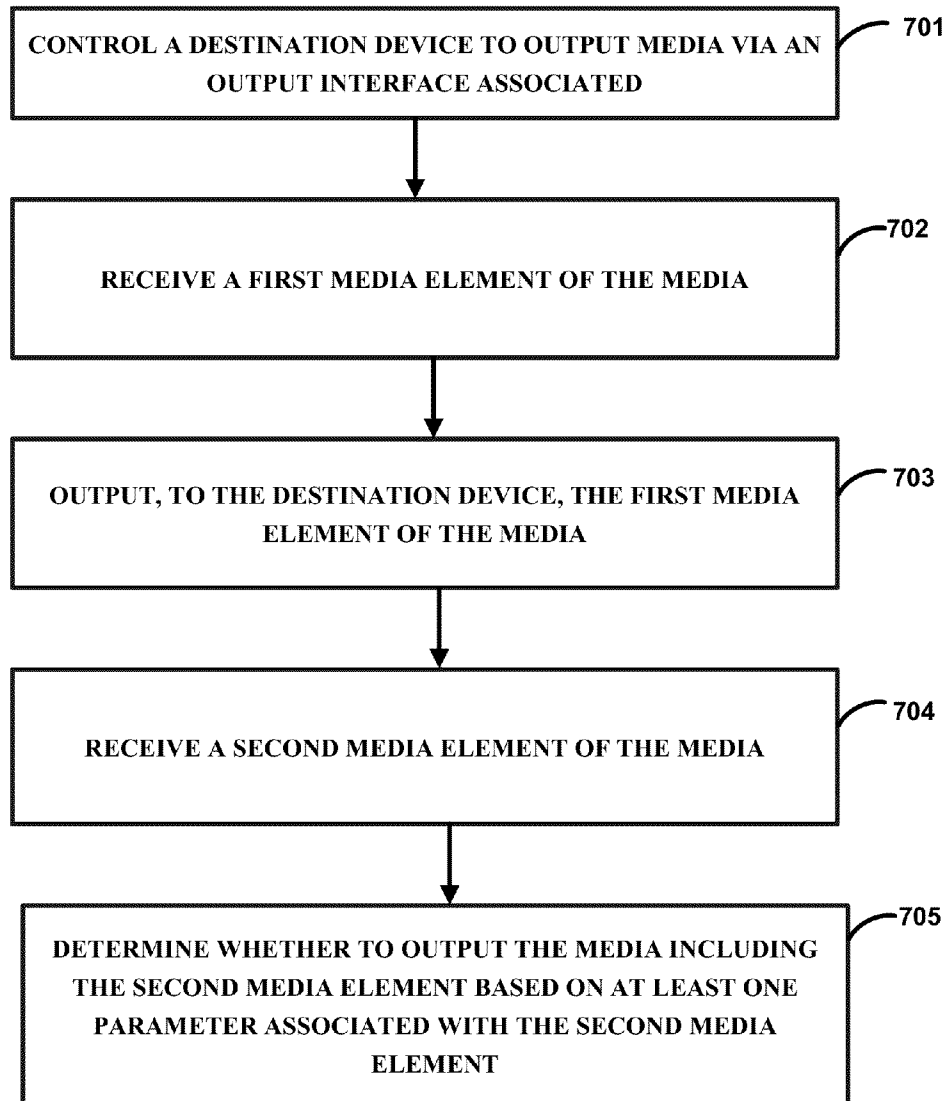 701
CONTROL A DESTINATION DEVICE TO OUTPUT MEDIA VIA AN
OUTPUT INTERFACE ASSOCIATED
702
RECEIVE A FIRST MEDIA ELEMENT OF THE MEDIA
703
OUTPUT, TO THE DESTINATION DEVICE, THE FIRST MEDIA
ELEMENT OF THE MEDIA
704
RECEIVE A SECOND MEDIA ELEMENT OF THE MEDIA
705
DETERMINE WHETHER TO OUTPUT THE MEDIA INCLUDING
THE SECOND MEDIA ELEMENT BASED ON AT LEAST ONE
PARAMETER ASSOCIATED WITH THE SECOND MEDIA
ELEMENT